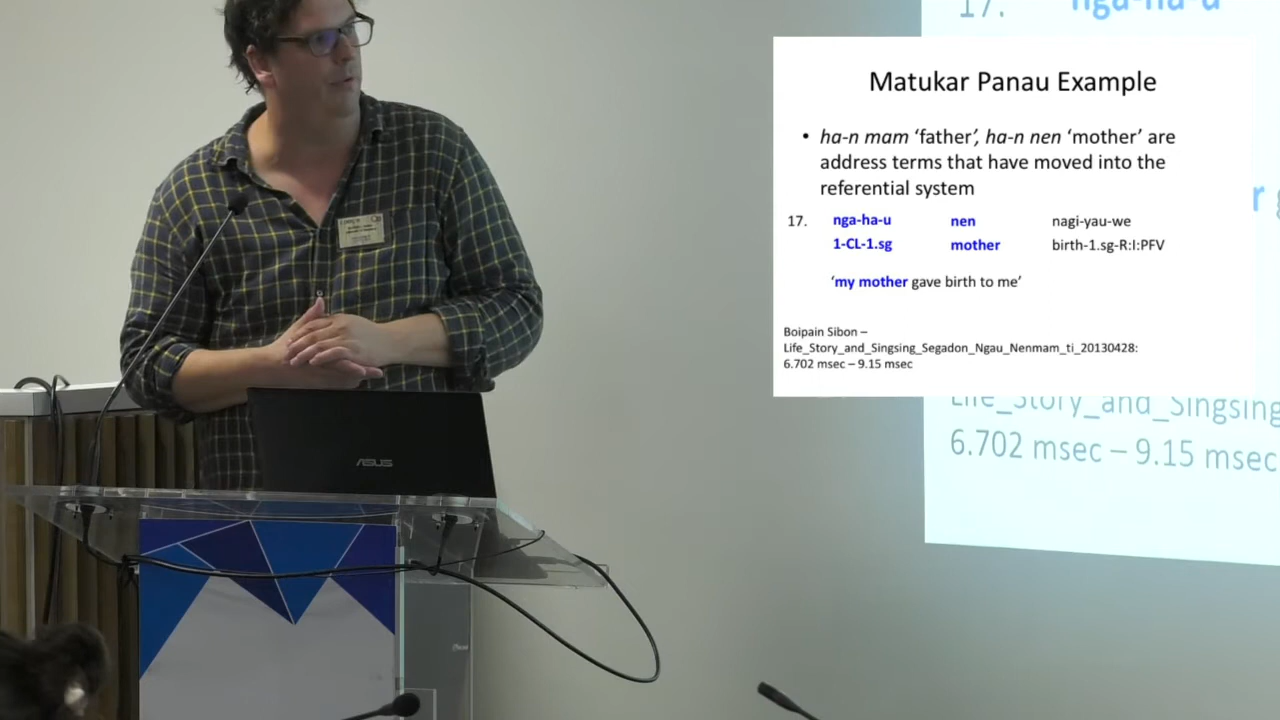 17. nga-ha-u
Matukar Panau Example
• ha-n mam ‘father’, ha-n nen ‘mother’ are
address terms that have moved into the
referential system
17. nga-ha-u nen nagi-yau-we
1-CL-1.sg mother birth-1.sg-R:I:PFV
‘my mother gave birth to me’
Boipain Sibon –
Life_Story_and_Singsing_Segadon_Ngau_Nenmam_ti_20130428:
6.702 msec – 9.15 msec
Life_Story_and_Singsing
6.702 msec – 9.15 msec
ASUS